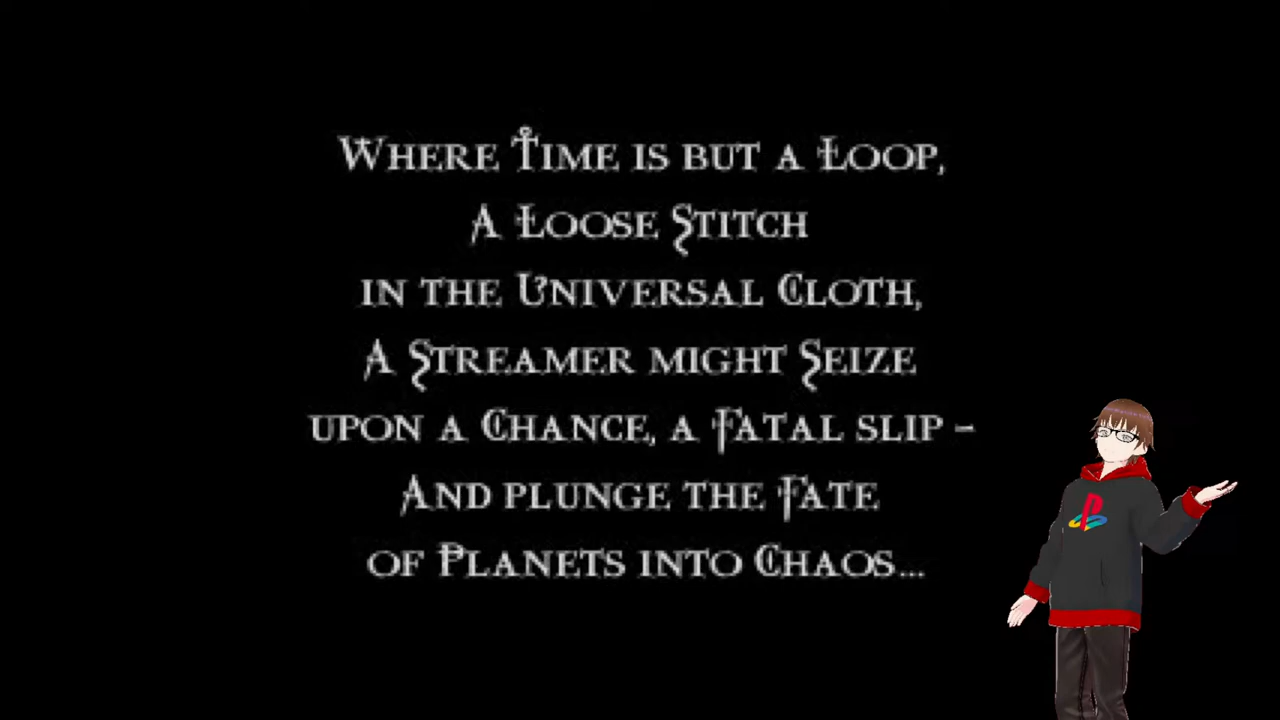 Where Time is but a Loop,
A Loose Stitch
in the Universal Cloth,
A Streamer might Seize
upon a Chance, a Fatal slip –
And plunge the Fate
of Planets into Chaos...